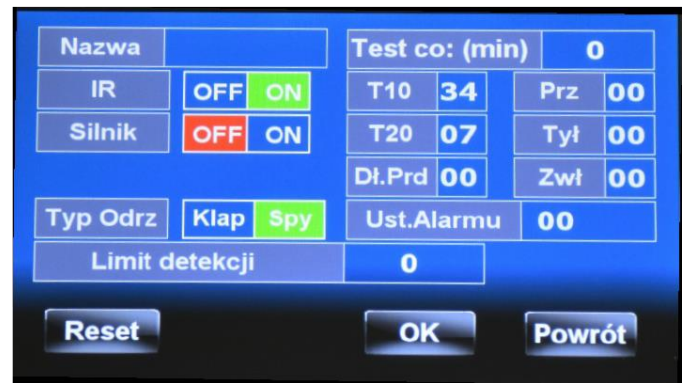 Nazwa Test co: (min) 0
IR OFF ON T10 34 Prz 00
Silnik OFF ON T20 07 Tył 00
Dł.Prd 00 Zwł 00
Typ Odrz Klap Spy Ust.Alarmu 00
Limit detekcji 0
Reset OK Powrót